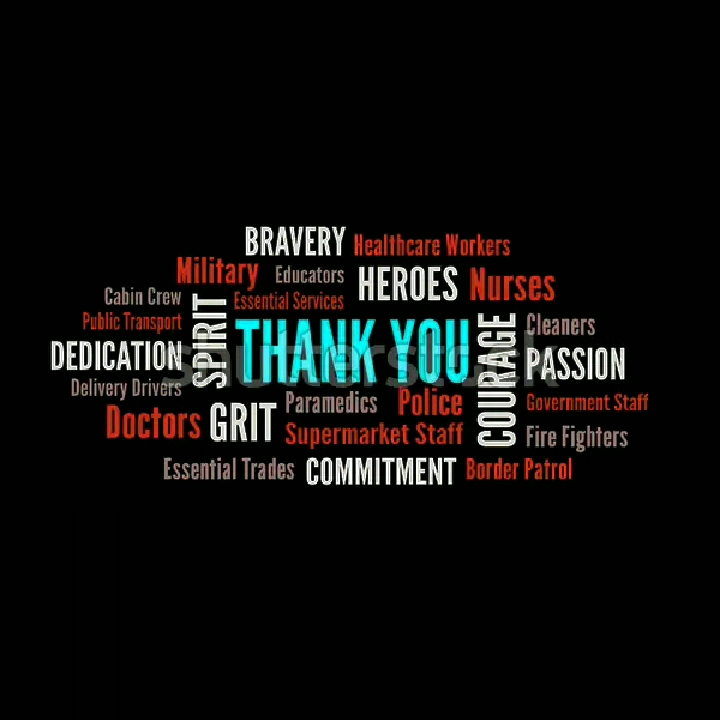 BRAVERY Healthcare Workers
Military Educators HEROES Nurses
Cabin Crew Essential Services
Public Transport SPIRIT THANK YOU COURAGE Cleaners
DEDICATION PASSION
Delivery Drivers Paramedics Police Government Staff
Doctors GRIT Supermarket Staff Fire Fighters
Essential Trades COMMITMENT Border Patrol
shutterstock